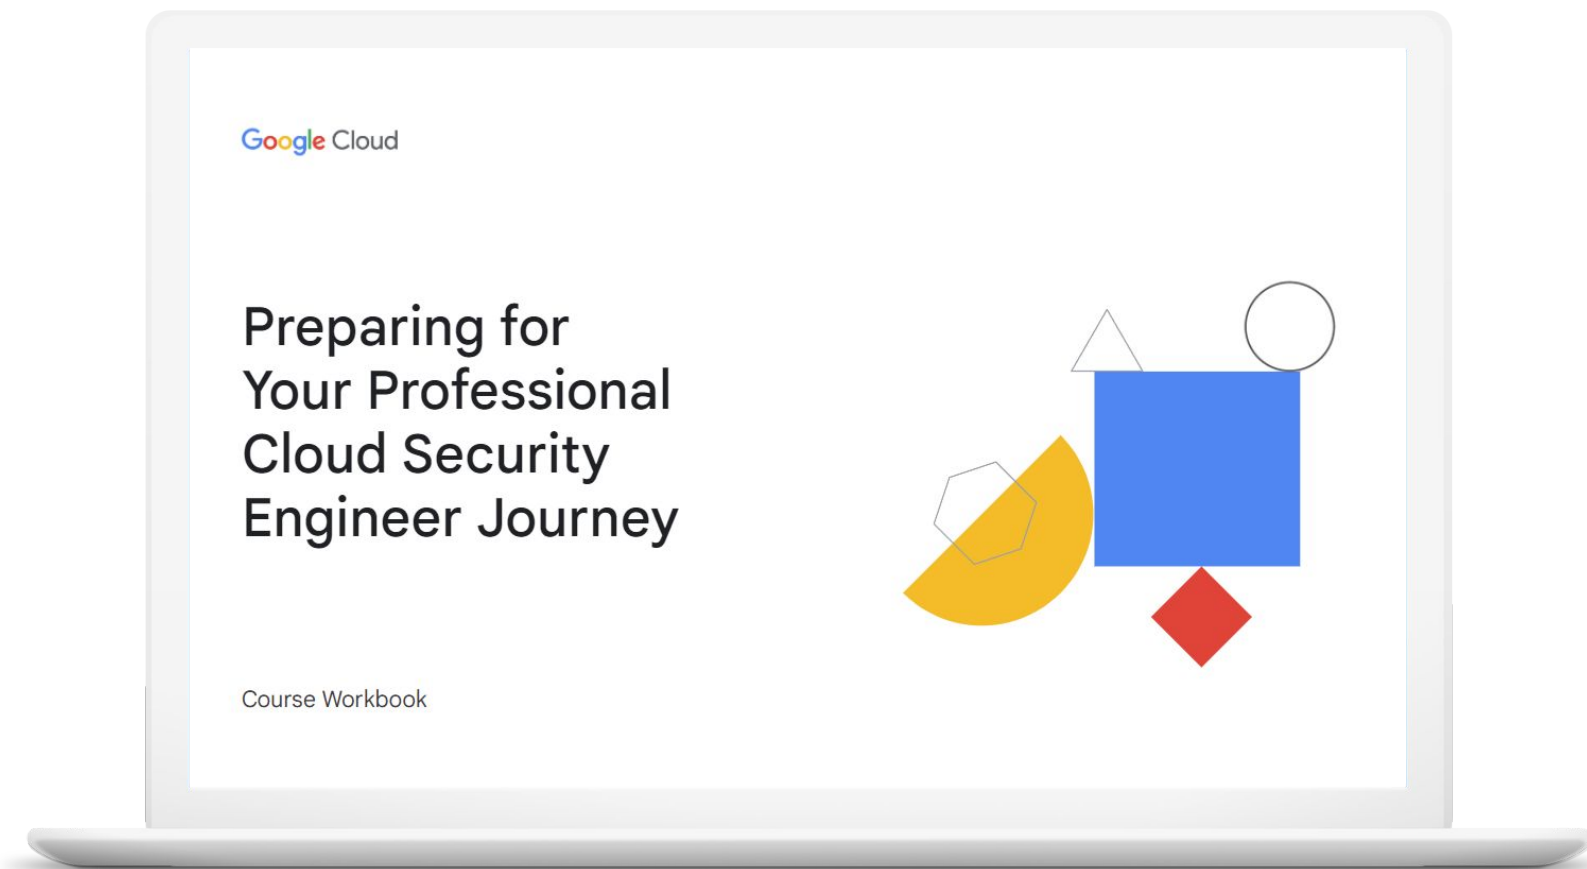 Google Cloud
Preparing for
Your Professional
Cloud Security
Engineer Journey
Course Workbook